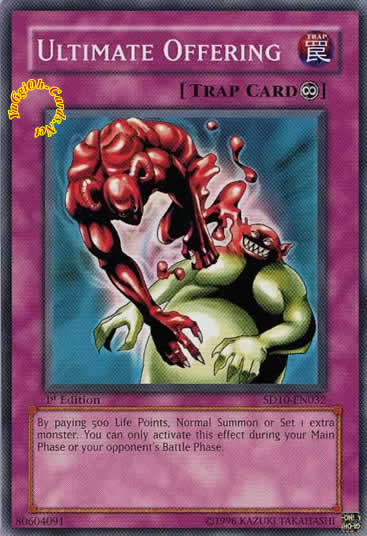 ULTIMATE OFFERING
TRAP
罠
[TRAP CARD∞]
YuGiOh-Cards.Net
1st Edition
SD10-EN032
By paying 500 Life Points, Normal Summon or Set 1 extra
monster. You can only activate this effect during your Main
Phase or your opponent's Battle Phase.
80604091
©1996 KAZUKI TAKAHASHI